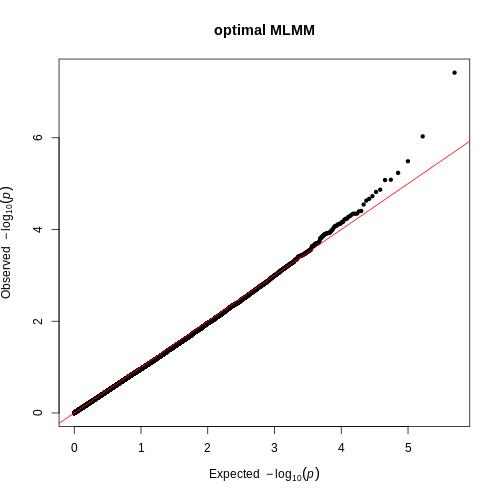 optimal MLMM
Observed −log10(p)
6
4
2
0
0 1 2 3 4 5
Expected −log10(p)